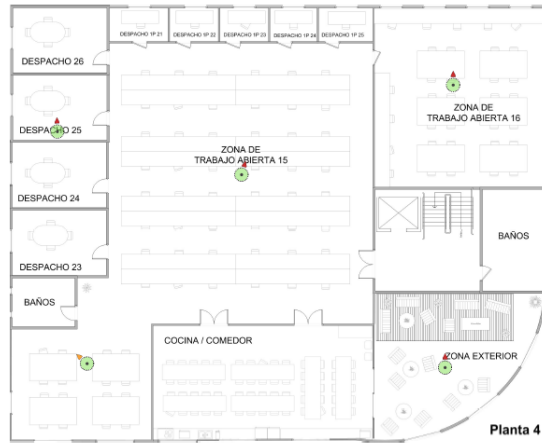 DESPACHO 1P 21
DESPACHO 1P 22
DESPACHO 1P 23
DESPACHO 1P 24
DESPACHO 1P 25
DESPACHO 26
DESPACHO 25
ZONA DE
TRABAJO ABIERTA 16
ZONA DE
TRABAJO ABIERTA 15
DESPACHO 24
BAÑOS
DESPACHO 23
BAÑOS
COCINA / COMEDOR
ZONA EXTERIOR
Planta 4